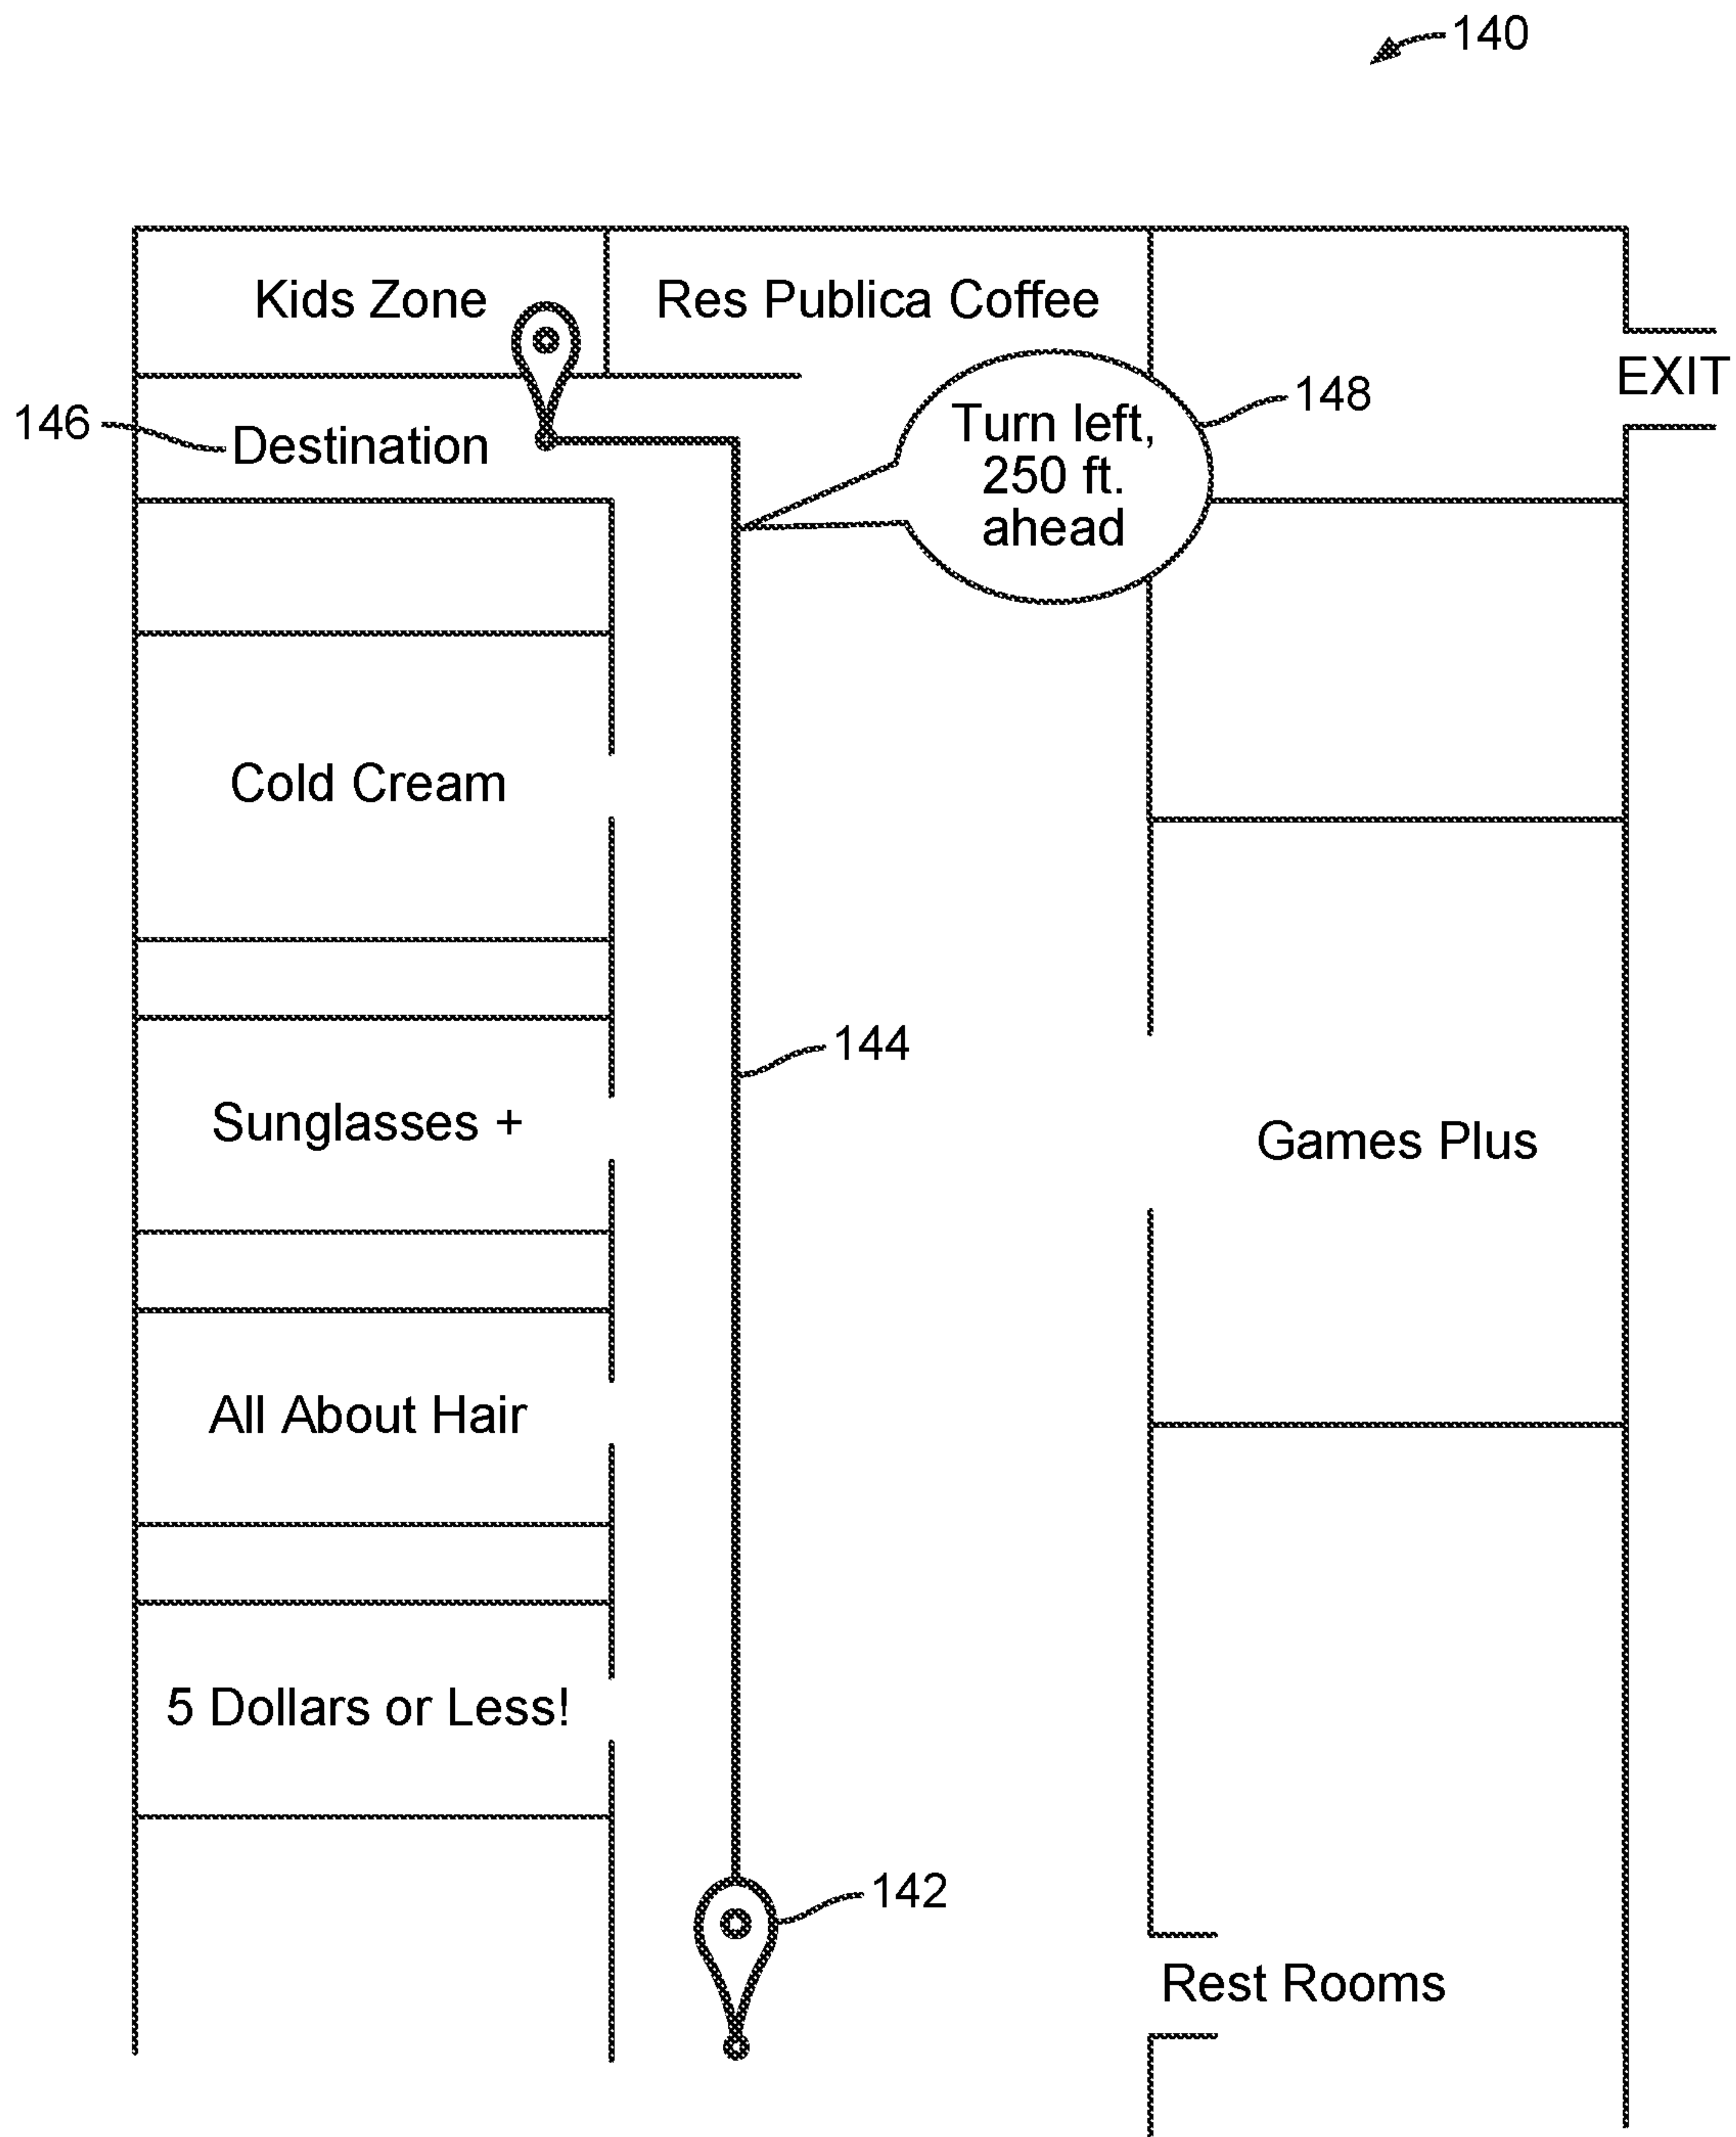 140
Kids Zone
Res Publica Coffee
EXIT
148
Turn left,
250 ft.
ahead
146
Destination
Cold Cream
144
Sunglasses +
Games Plus
All About Hair
5 Dollars or Less!
142
Rest Rooms